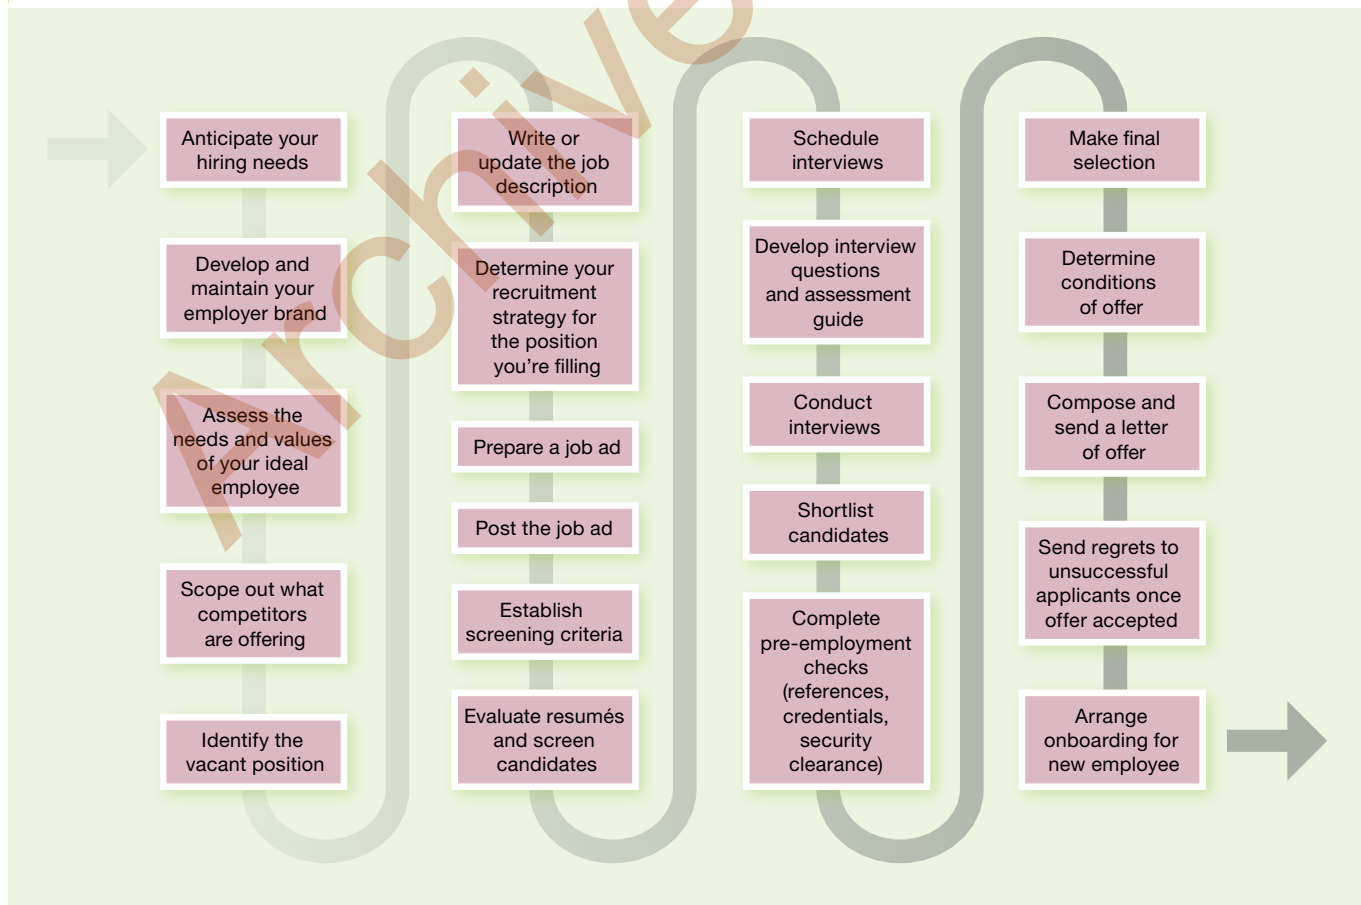 Anticipate your
hiring needs
Develop and
maintain your
employer brand
Assess the
needs and values
of your ideal
employee
Scope out what
competitors
are offering
Identify the
vacant position
Write or
update the job
description
Determine your
recruitment
strategy for
the position
you’re filling
Prepare a job ad
Post the job ad
Establish
screening criteria
Evaluate resumés
and screen
candidates
Schedule
interviews
Develop interview
questions
and assessment
guide
Conduct
interviews
Shortlist
candidates
Complete
pre-employment
checks
(references,
credentials,
security
clearance)
Make final
selection
Determine
conditions
of offer
Compose and
send a letter
of offer
Send regrets to
unsuccessful
applicants once
offer accepted
Arrange
onboarding for
new employee
Archive